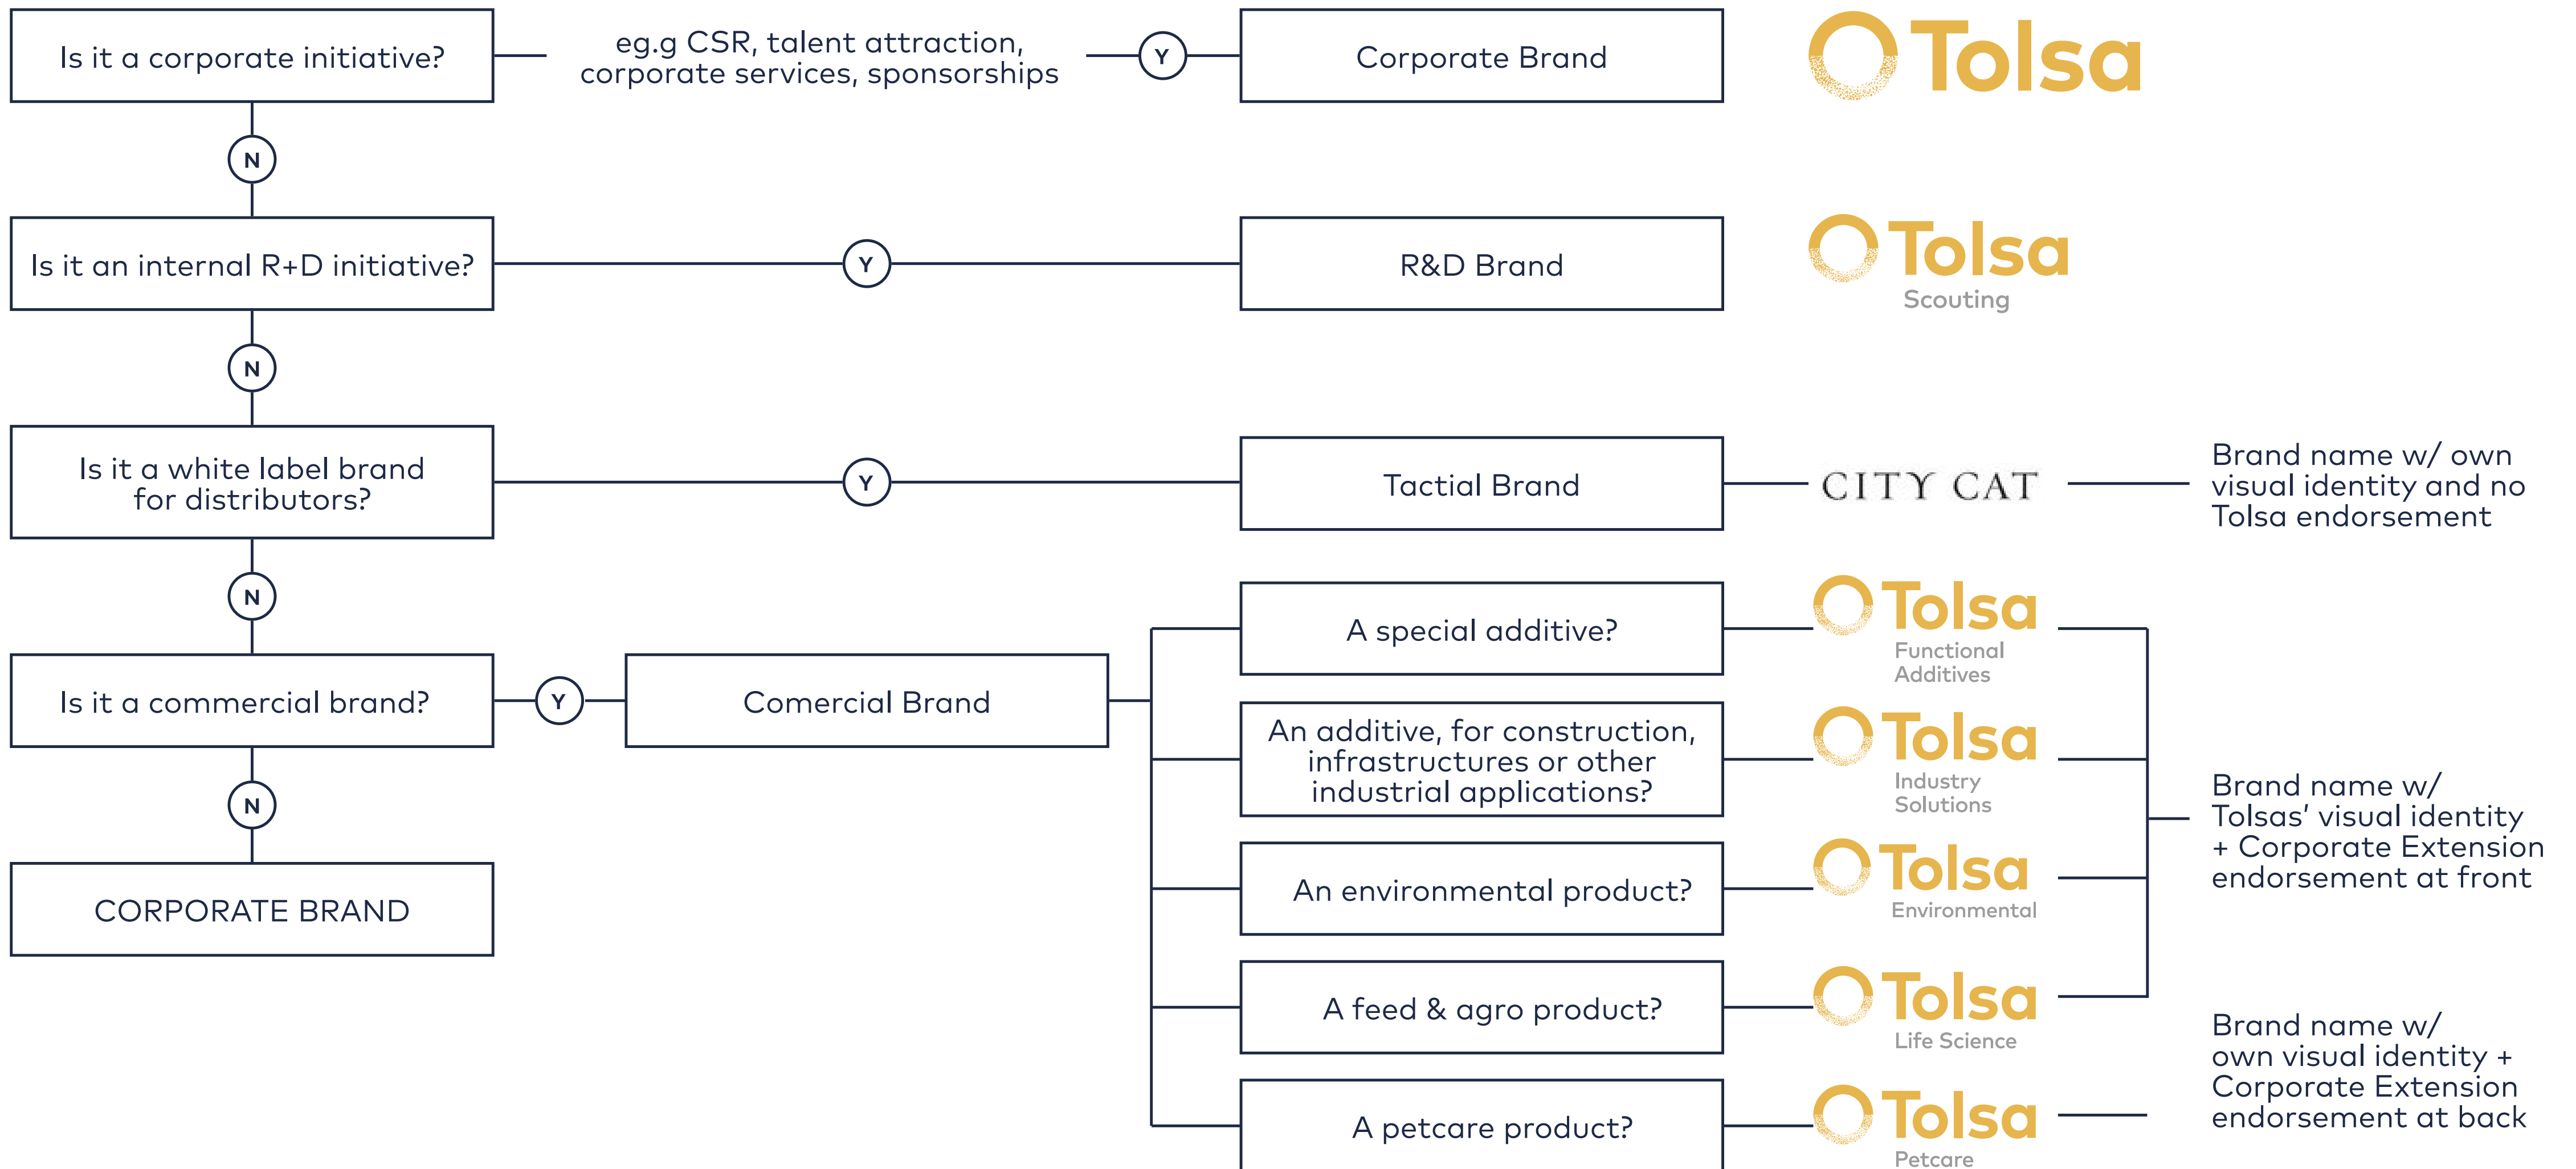 Is it a corporate initiative?
eg.g CSR, talent attraction,
corporate services, sponsorships
Y
Corporate Brand
Tolsa
N
Is it an internal R+D initiative?
Y
R&D Brand
Tolsa
Scouting
N
Is it a white label brand
for distributors?
Y
Tactial Brand
CITY CAT
Brand name w/ own
visual identity and no
Tolsa endorsement
N
Is it a commercial brand?
Y
Comercial Brand
A special additive?
Tolsa
Functional
Additives
An additive, for construction,
infrastructures or other
industrial applications?
Tolsa
Industry
Solutions
An environmental product?
Tolsa
Environmental
A feed & agro product?
Tolsa
Life Science
Brand name w/
Tolsas’ visual identity
+ Corporate Extension
endorsement at front
A petcare product?
Tolsa
Petcare
Brand name w/
own visual identity +
Corporate Extension
endorsement at back
N
CORPORATE BRAND